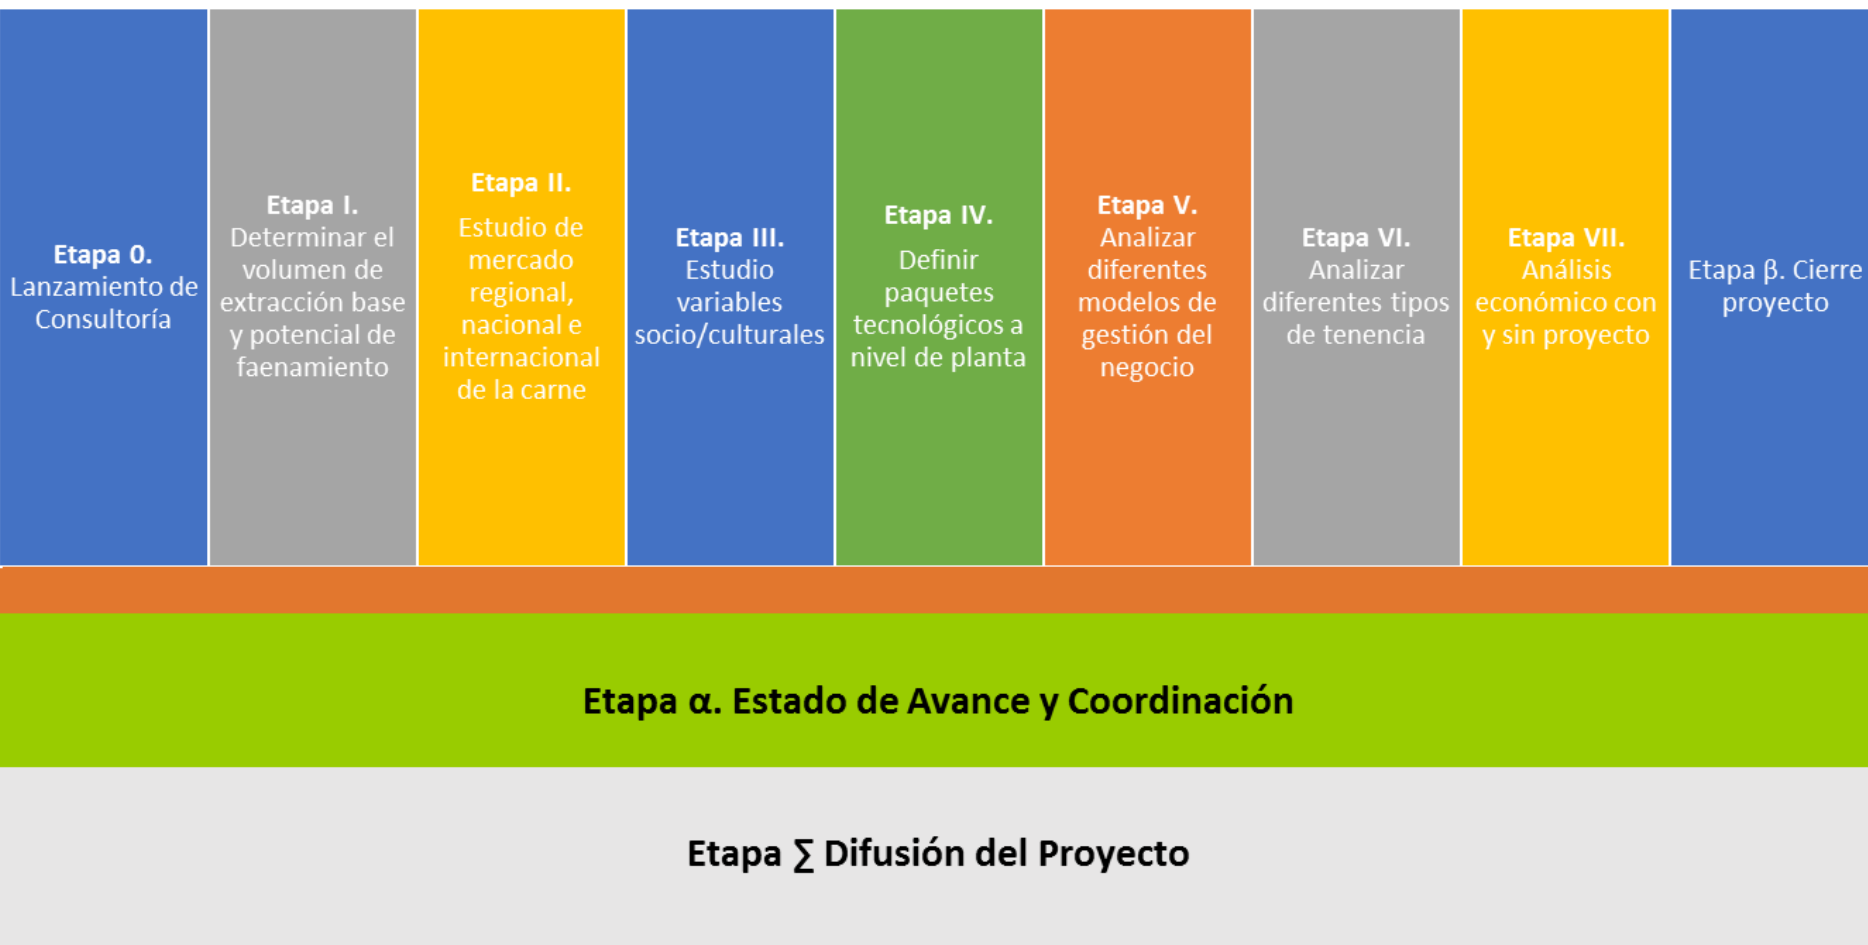 Etapa 0.
Lanzamiento de
Consultoría
Etapa I.
Determinar el
volumen de
extracción base
y potencial de
faenamiento
Etapa II.
Estudio de
mercado
regional,
nacional e
internacional
de la carne
Etapa III.
Estudio
variables
socio/culturales
Etapa IV.
Definir
paquetes
tecnológicos a
nivel de planta
Etapa V.
Analizar
diferentes
modelos de
gestión del
negocio
Etapa VI.
Analizar
diferentes tipos
de tenencia
Etapa VII.
Análisis
económico con
y sin proyecto
Etapa β. Cierre
proyecto
Etapa α. Estado de Avance y Coordinación
Etapa ∑ Difusión del Proyecto